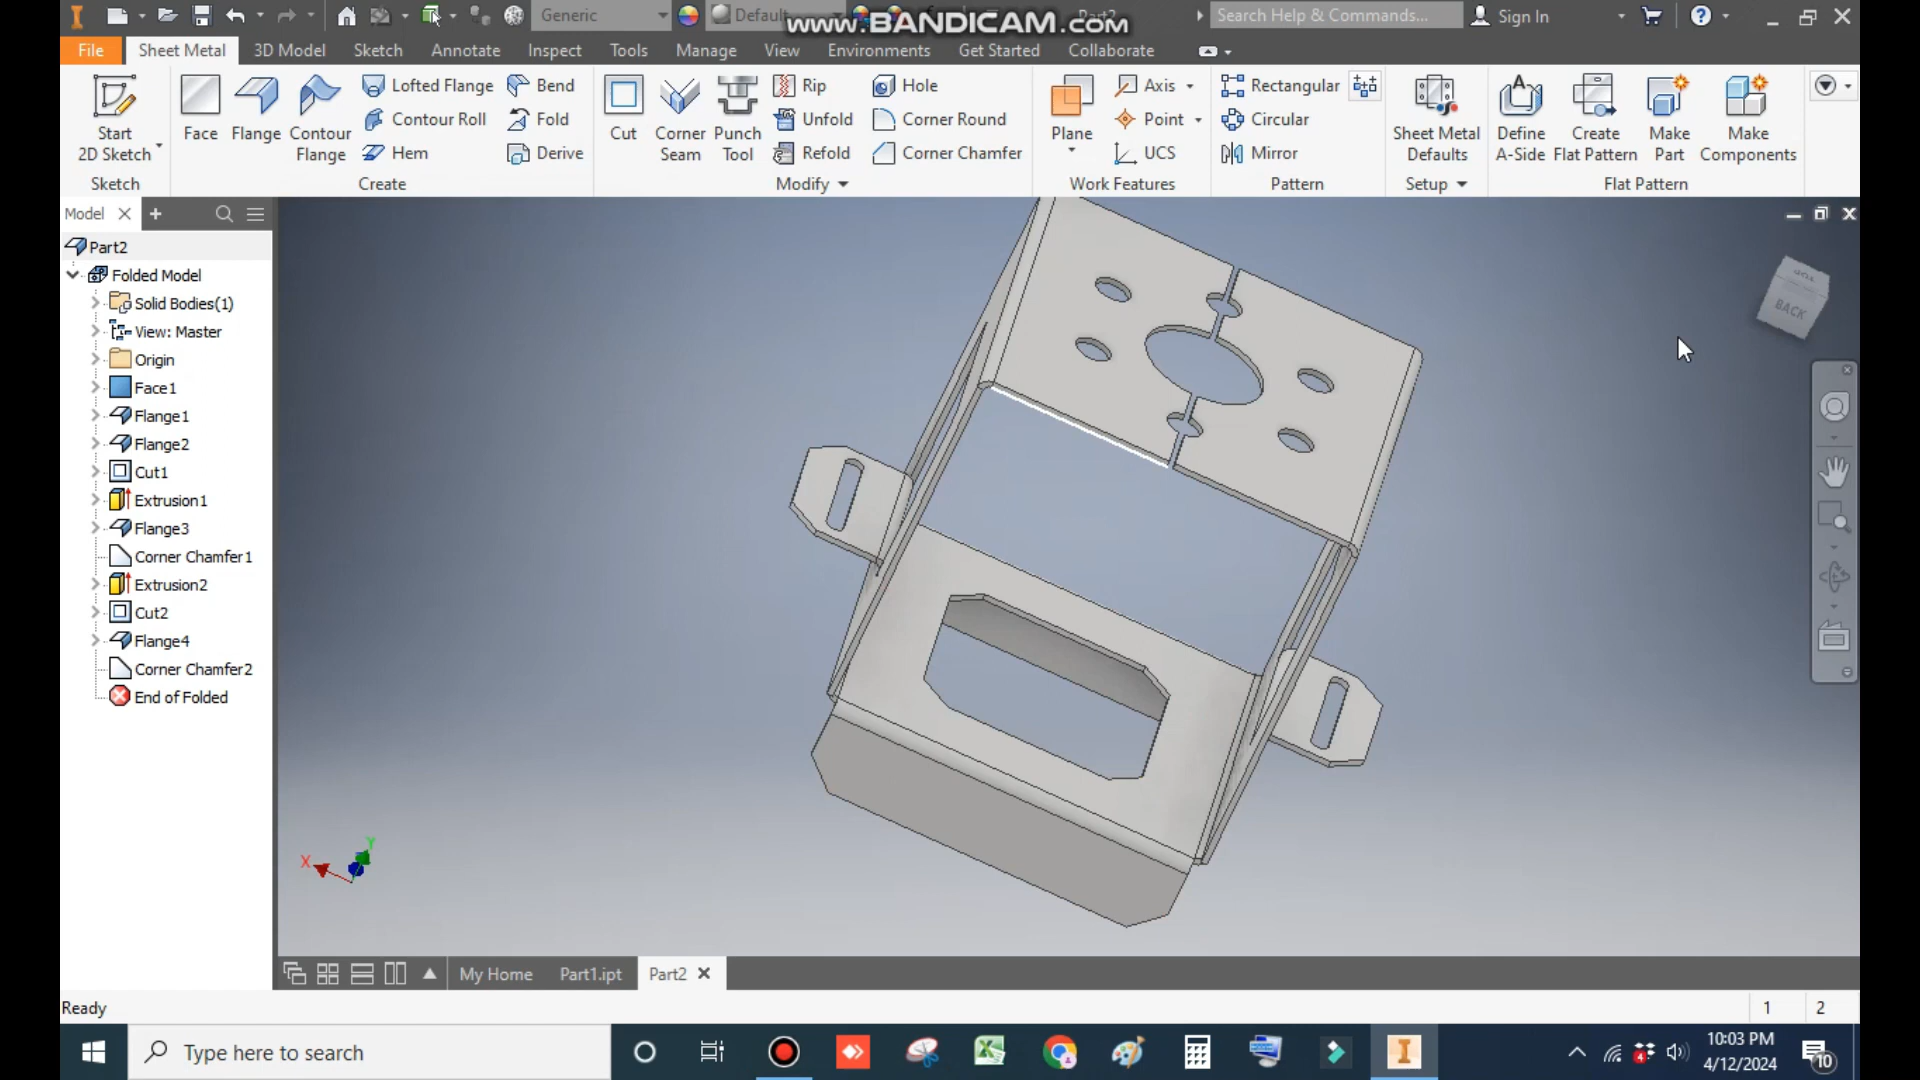 Generic
Default
www.BANDICAM.com
Part2
Search Help & Commands...
Sign In
File
Sheet Metal
3D Model
Sketch
Annotate
Inspect
Tools
Manage
View
Environments
Get Started
Collaborate
Start
2D Sketch
Face
Flange
Contour
Flange
Lofted Flange
Contour Roll
Hem
Bend
Fold
Derive
Cut
Corner
Seam
Punch
Tool
Rip
Unfold
Refold
Hole
Corner Round
Corner Chamfer
Plane
Axis
Point
UCS
Rectangular
Circular
Mirror
Sheet Metal
Defaults
Define
A-Side
Create
Flat Pattern
Make
Part
Make
Components
Sketch
Create
Modify
Work Features
Pattern
Setup
Flat Pattern
Model
Part2
Folded Model
Solid Bodies(1)
View: Master
Origin
Face1
Flange1
Flange2
Cut1
Extrusion1
Flange3
Corner Chamfer1
Extrusion2
Cut2
Flange4
Corner Chamfer2
End of Folded
BACK
X
Y
My Home
Part1.ipt
Part2
Ready
1
2
Type here to search
10:03 PM
4/12/2024
10